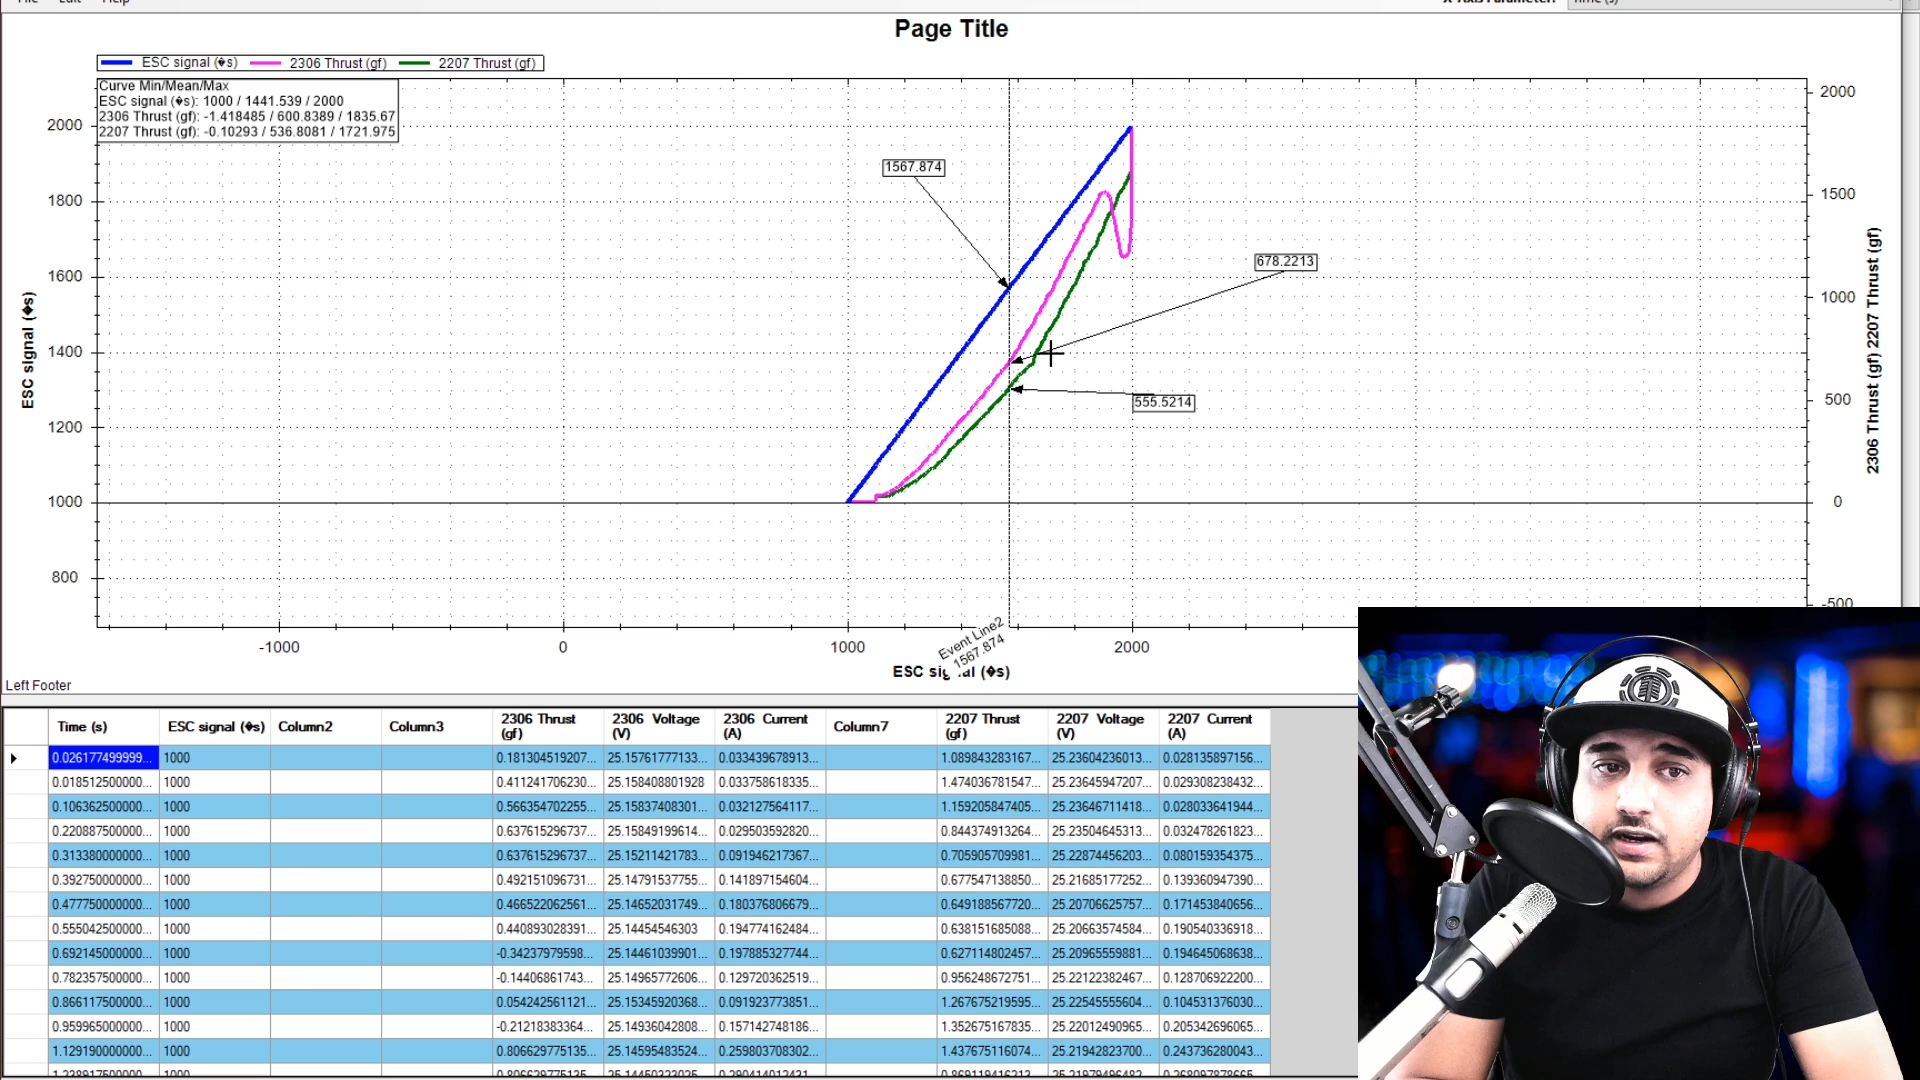 Page Title
ESC signal (�s) 2306 Thrust (gf) 2207 Thrust (gf)
Curve Min/Mean/Max
ESC signal (�s): 1000 / 1441.539 / 2000
2306 Thrust (gf): -1.418485 / 600.8389 / 1835.67
2207 Thrust (gf): -0.10293 / 536.8081 / 1721.975
2000
1800
1600
1400
1200
1000
800
ESC signal (�s)
1567.874
678.2213
555.5214
2000
1500
1000
500
0
-500
2306 Thrust (gf) 2207 Thrust (gf)
-1000 0 1000 2000
Event Line2
1567.874
ESC signal (�s)
Left Footer
Time (s) ESC signal (�s) Column2 Column3 2306 Thrust (gf) 2306 Voltage (V) 2306 Current (A) Column7 2207 Thrust (gf) 2207 Voltage (V) 2207 Current (A)
0.026177499999... 1000 0.181304519207... 25.15761777133... 0.033439678913... 1.089843283167... 25.23604236013... 0.028135897156...
0.018512500000... 1000 0.411241706230... 25.158408801928 0.033758618335... 1.474036781547... 25.23645947207... 0.029308238432...
0.106362500000... 1000 0.566354702255... 25.15837408301... 0.032127564117... 1.159205847405... 25.23646711418... 0.028033641944...
0.220887500000... 1000 0.637615296737... 25.15849199614... 0.029503592820... 0.844374913264... 25.23504645313... 0.032478261823...
0.313380000000... 1000 0.637615296737... 25.15211421783... 0.091946217367... 0.705905709981... 25.22874456203... 0.080159354375...
0.392750000000... 1000 0.492151096731... 25.14791537755... 0.141897154604... 0.677547138850... 25.21685177252... 0.139360947390...
0.477750000000... 1000 0.466522062561... 25.14652031749... 0.180376806679... 0.649188567720... 25.20706625757... 0.171453840656...
0.555042500000... 1000 0.440893028391... 25.14454546303 0.194774162484... 0.638151685088... 25.20663574584... 0.190540336918...
0.692145000000... 1000 -0.34237979598... 25.14461039901... 0.197885327744... 0.627114802457... 25.20965559881... 0.194645068638...
0.782357500000... 1000 -0.14406861743... 25.14965772606... 0.129720362519... 0.956248672751... 25.22122382467... 0.128706922200...
0.866117500000... 1000 0.054242561121... 25.15345920368... 0.091923773851... 1.267675219595... 25.22545555604... 0.104531376030...
0.959965000000... 1000 -0.21218383364... 25.14936042808... 0.157142748186... 1.352675167835... 25.22012490965... 0.205342696065...
1.129190000000... 1000 0.806629775135... 25.14595483524... 0.259803708302... 1.437675116074... 25.21942823700... 0.243736280043...